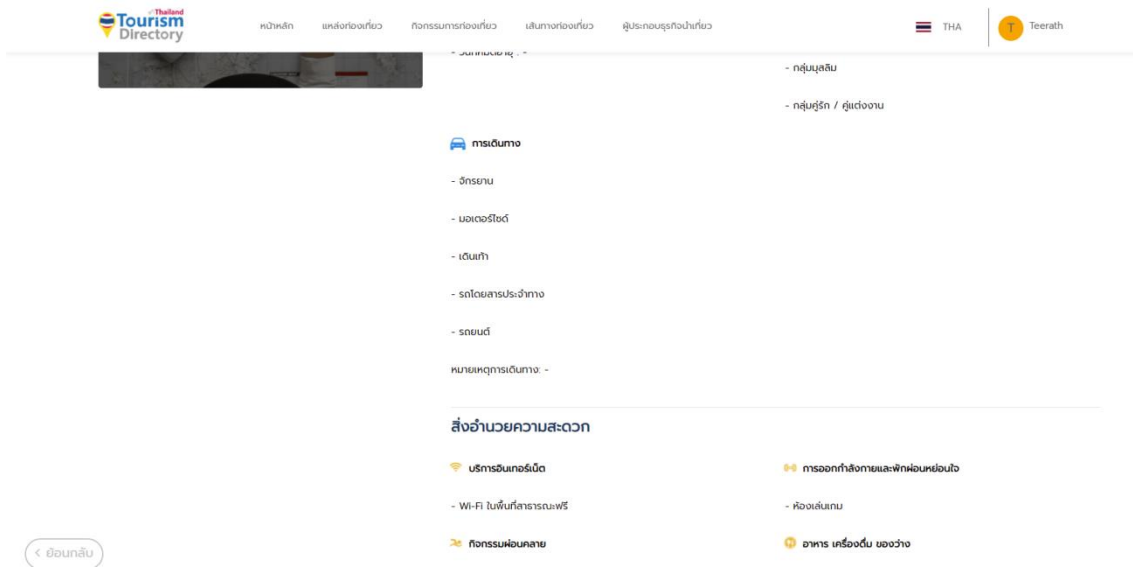 Thailand
Tourism
Directory
หน้าหลัก
แหล่งท่องเที่ยว
กิจกรรมการท่องเที่ยว
เส้นทางท่องเที่ยว
ผู้ประกอบธุรกิจนำเที่ยว
THA
T
Teerath
- กลุ่มมุสลิม
- กลุ่มคู่รัก / คู่แต่งงาน
การเดินทาง
- จักรยาน
- มอเตอร์ไซด์
- เดินเท้า
- รถโดยสารประจำทาง
- รถยนต์
หมายเหตุการเดินทาง: -
สิ่งอำนวยความสะดวก
บริการอินเทอร์เน็ต
- Wi-Fi ในพื้นที่สาธารณะฟรี
กิจกรรมผ่อนคลาย
การออกกำลังกายและพักผ่อนหย่อนใจ
- ห้องเล่นเกม
อาหาร เครื่องดื่ม ของว่าง
< ย้อนกลับ